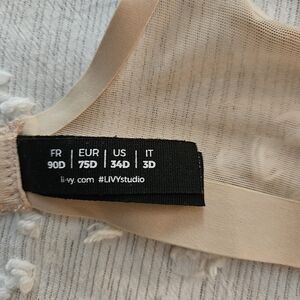 FR | EUR | US | IT
90D | 75D | 34D | 3D
li-vy.com #LIVYstudio